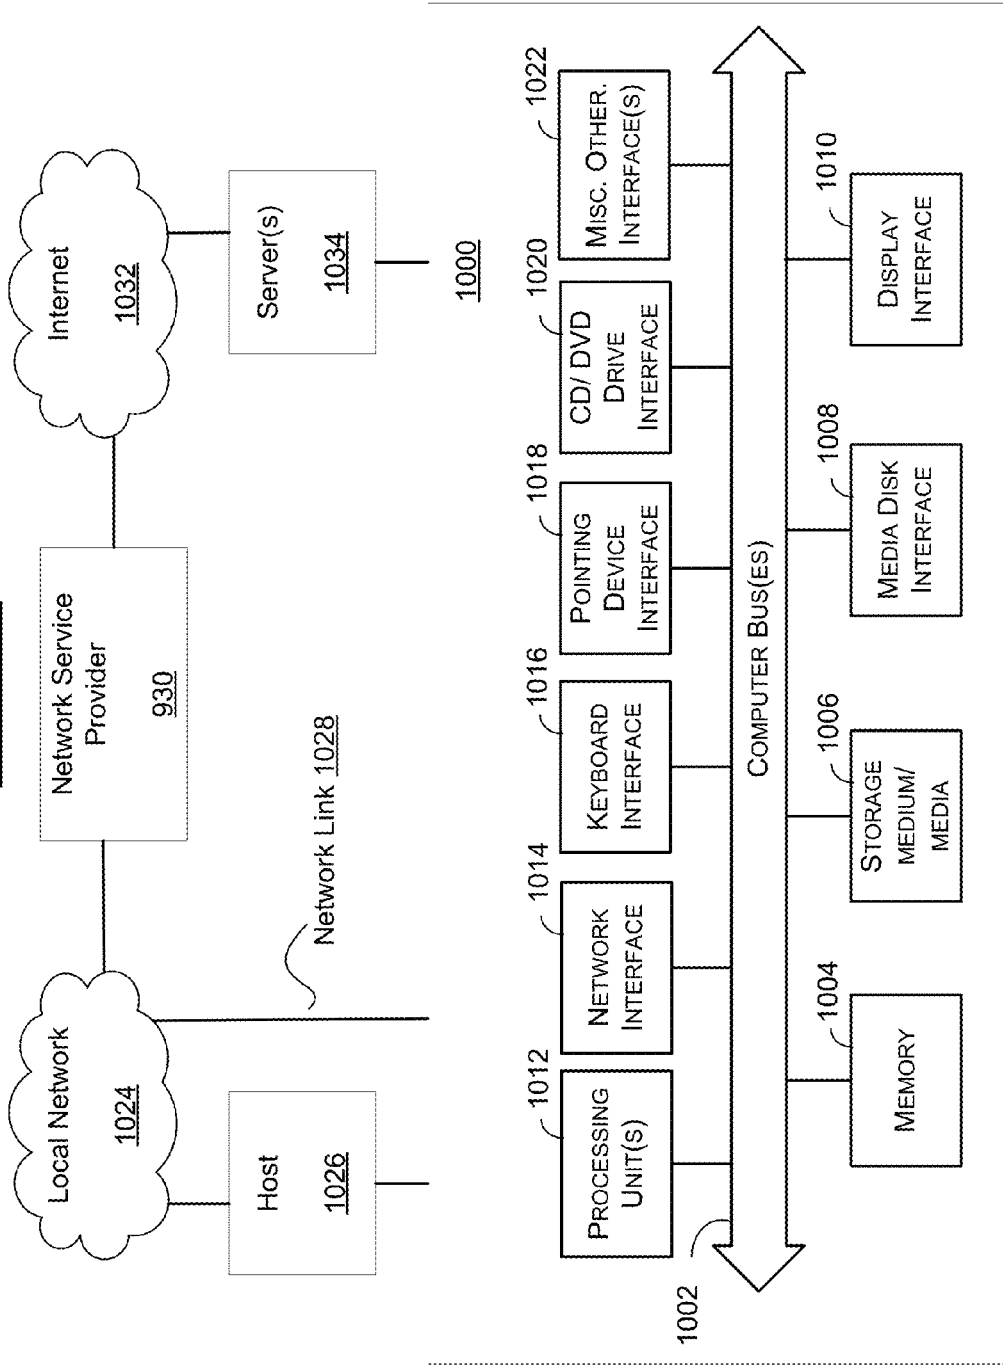 Local Network
1024
Network Service
Provider
930
Internet
1032
Host
1026
Network Link 1028
Server(s)
1034
1000
1012
1014
1016
1018
1020
1022
PROCESSING
UNIT(S)
NETWORK
INTERFACE
KEYBOARD
INTERFACE
POINTING
DEVICE
INTERFACE
CD/ DVD
DRIVE
INTERFACE
MISC. OTHER.
INTERFACE(S)
1002
COMPUTER BUS(ES)
1004
1006
1008
1010
MEMORY
STORAGE
MEDIUM/
MEDIA
MEDIA DISK
INTERFACE
DISPLAY
INTERFACE